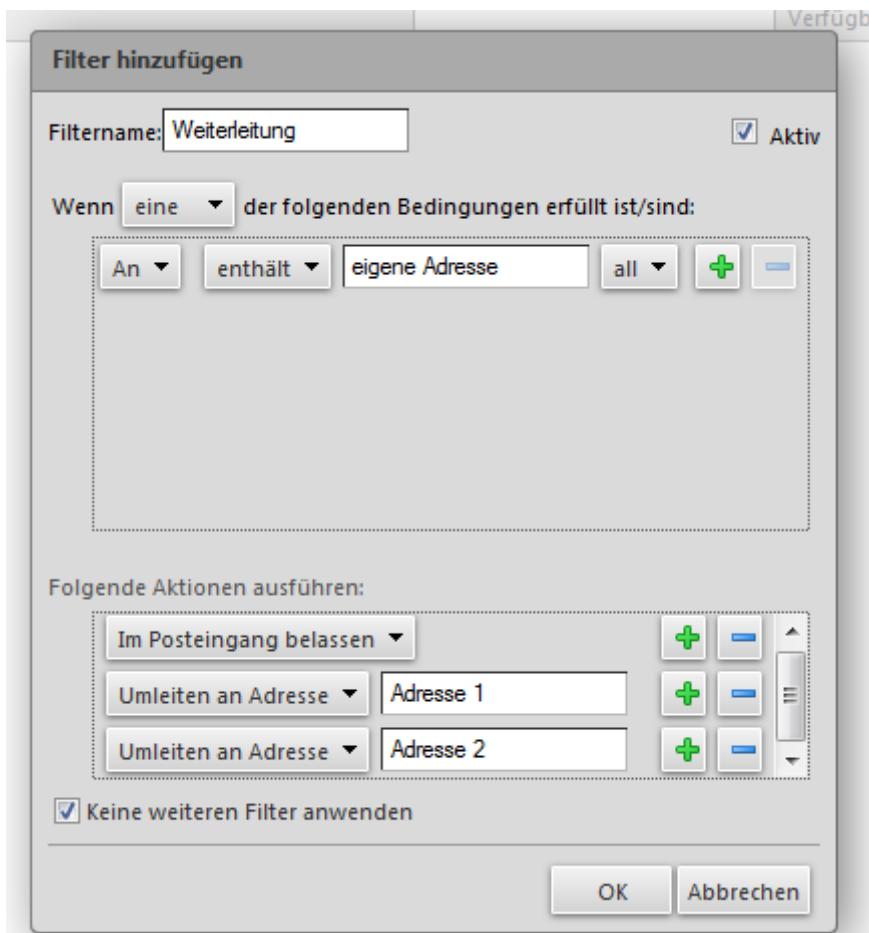 Verfügb
Filter hinzufügen
Filtername: Weiterleitung Aktiv
Wenn eine der folgenden Bedingungen erfüllt ist/sind:
An enthält eigene Adresse all
Folgende Aktionen ausführen:
Im Posteingang belassen
Umleiten an Adresse Adresse 1
Umleiten an Adresse Adresse 2
Keine weiteren Filter anwenden
OK Abbrechen